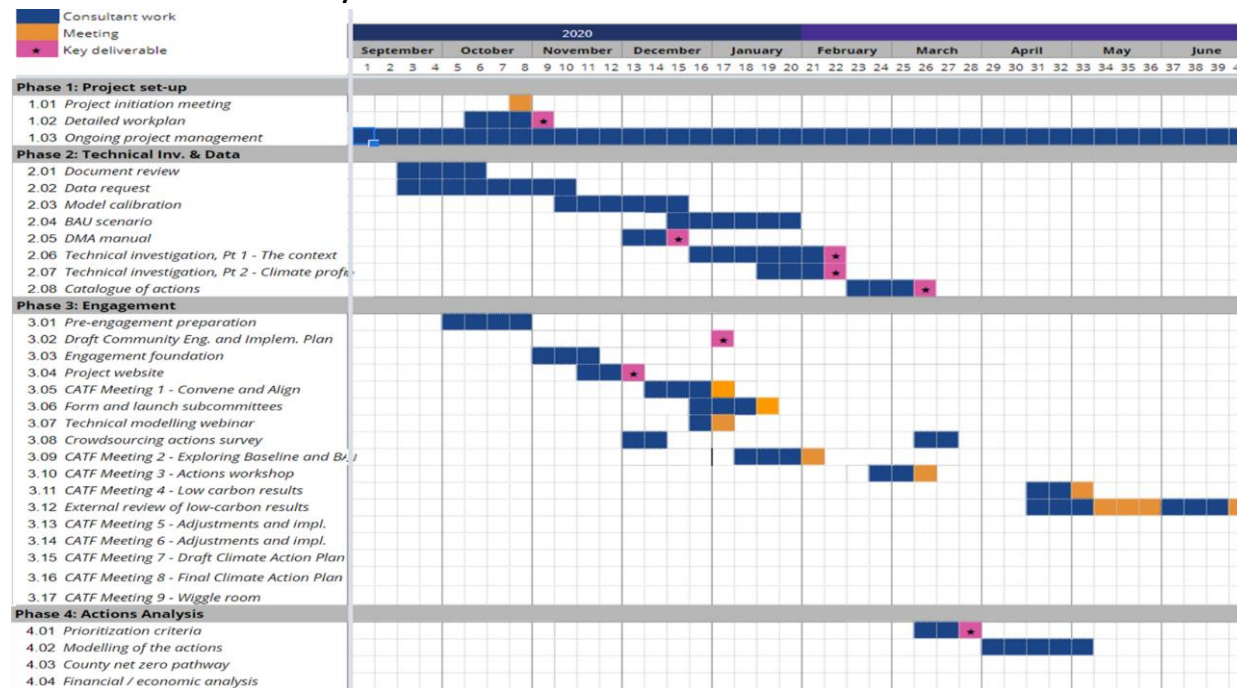 Consultant work
Meeting
★ Key deliverable
2020
September October November December January February March April May June
1 2 3 4 5 6 7 8 9 10 11 12 13 14 15 16 17 18 19 20 21 22 23 24 25 26 27 28 29 30 31 32 33 34 35 36 37 38 39 4
Phase 1: Project set-up
1.01 Project initiation meeting
1.02 Detailed workplan
1.03 Ongoing project management
Phase 2: Technical Inv. & Data
2.01 Document review
2.02 Data request
2.03 Model calibration
2.04 BAU scenario
2.05 DMA manual
2.06 Technical investigation, Pt 1 - The context
2.07 Technical investigation, Pt 2 - Climate profi
2.08 Catalogue of actions
Phase 3: Engagement
3.01 Pre-engagement preparation
3.02 Draft Community Eng. and Implem. Plan
3.03 Engagement foundation
3.04 Project website
3.05 CATF Meeting 1 - Convene and Align
3.06 Form and launch subcommittees
3.07 Technical modelling webinar
3.08 Crowdsourcing actions survey
3.09 CATF Meeting 2 - Exploring Baseline and BAU
3.10 CATF Meeting 3 - Actions workshop
3.11 CATF Meeting 4 - Low carbon results
3.12 External review of low-carbon results
3.13 CATF Meeting 5 - Adjustments and impl.
3.14 CATF Meeting 6 - Adjustments and impl.
3.15 CATF Meeting 7 - Draft Climate Action Plan
3.16 CATF Meeting 8 - Final Climate Action Plan
3.17 CATF Meeting 9 - Wiggle room
Phase 4: Actions Analysis
4.01 Prioritization criteria
4.02 Modelling of the actions
4.03 County net zero pathway
4.04 Financial / economic analysis